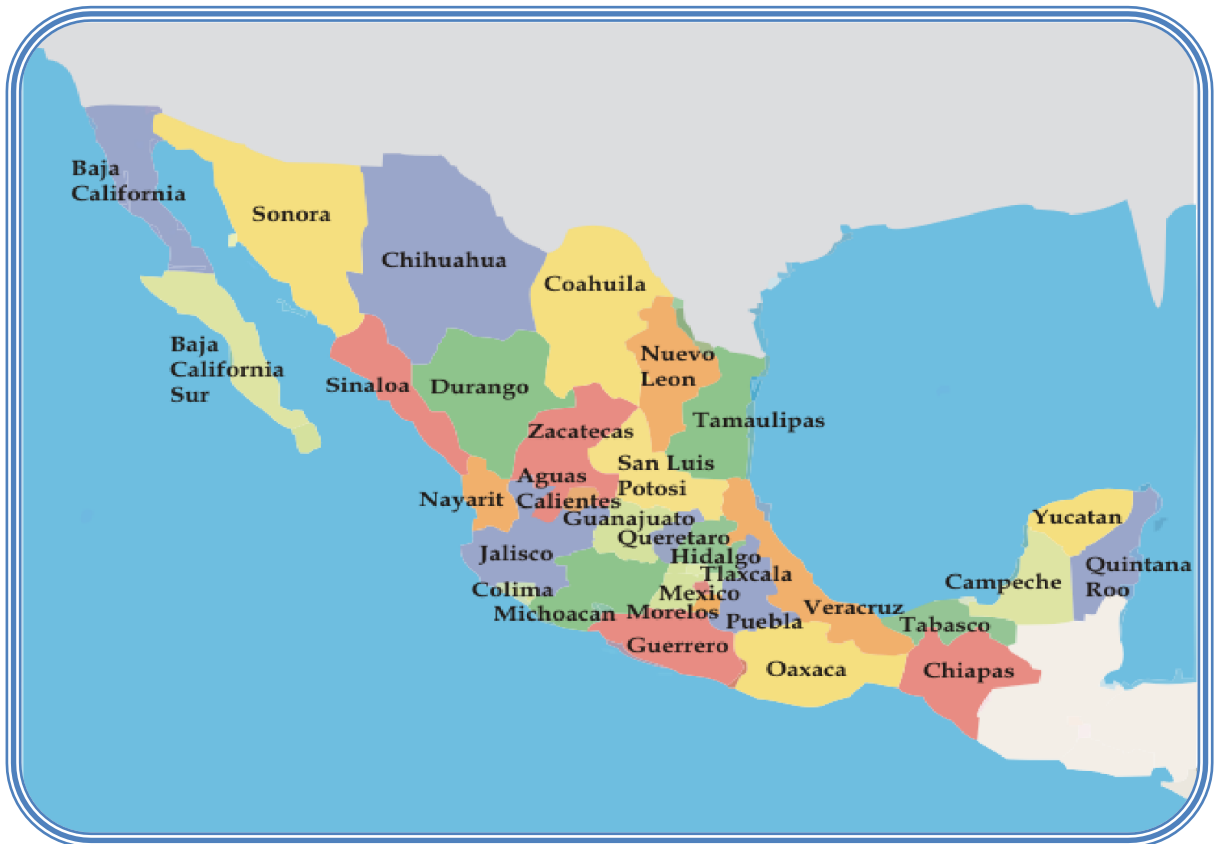 Baja
California
Sonora
Chihuahua
Coahuila
Baja
California
Sur
Sinaloa
Durango
Nuevo
Leon
Tamaulipas
Zacatecas
San Luis
Potosi
Aguas
Calientes
Nayarit
Guanajuato
Queretaro
Jalisco
Hidalgo
Tlaxcala
Colima
Mexico
Michoacan
Morelos
Puebla
Veracruz
Guerrero
Oaxaca
Tabasco
Chiapas
Campeche
Yucatan
Quintana
Roo